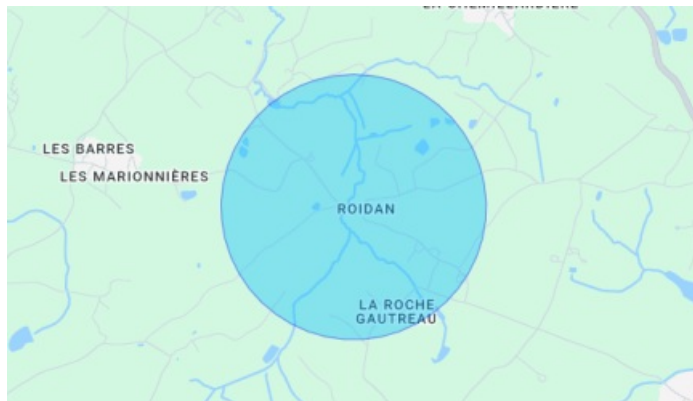 LES BARRES
LES MARIONNIÈRES
ROIDAN
LA ROCHE
GAUTREAU